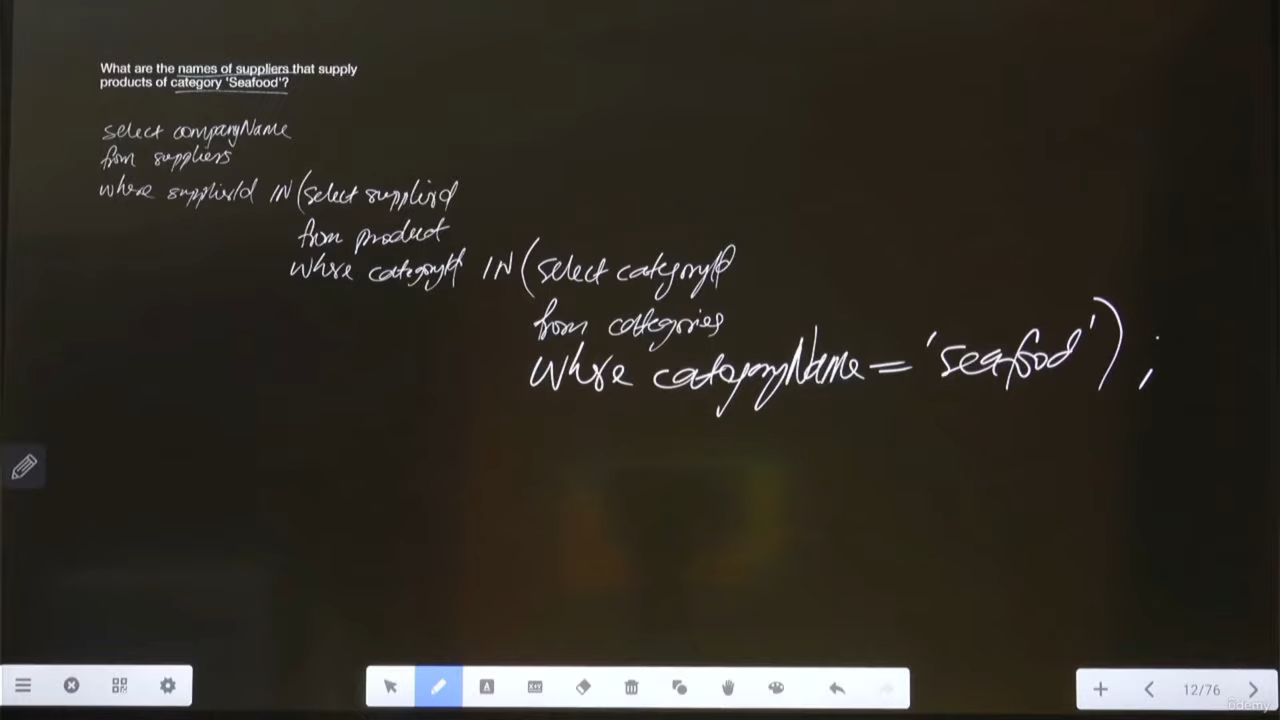 What are the names of suppliers that supply
products of category 'Seafood'?
select companyName
from suppliers
where supplierId IN (select supplierId
from product
where categoryId IN (select categoryId
from categories
where categoryName = 'seafood') ;
12/76
ûdemy